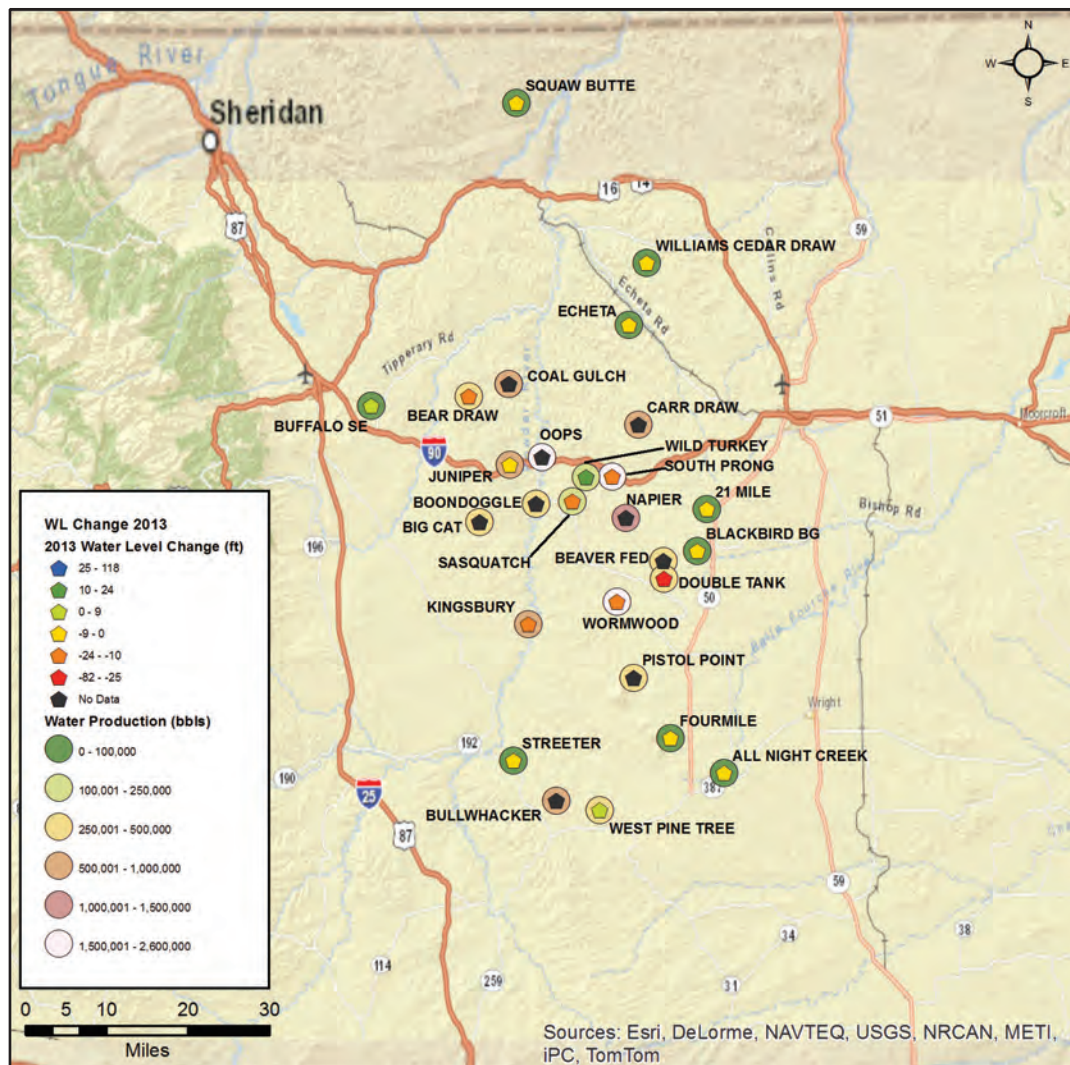 N
W E
S
Tongue River
Sheridan
SQUAW BUTTE
16
14
87
59
Collins Rd
WILLIAMS CEDAR DRAW
Echeta Rd
ECHETA
Tipperary Rd
COAL GULCH
BEAR DRAW
BUFFALO SE
CARR DRAW
51
Moorcroft
90
OOPS
WILD TURKEY
JUNIPER
SOUTH PRONG
BOONDOGGLE
NAPIER
21 MILE
Bishop Rd
BIG CAT
196
SASQUATCH
BLACKBIRD BG
BEAVER FED
DOUBLE TANK
50
Belle Fourche River
KINGSBURY
WORMWOOD
PISTOL POINT
Wright
FOURMILE
192
STREETER
ALL NIGHT CREEK
190
387
25
BULLWHACKER
WEST PINE TREE
87
59
34
38
114
259
31
WL Change 2013
2013 Water Level Change (ft)
25 - 118
10 - 24
0 - 9
-9 - 0
-24 - -10
-82 - -25
No Data
Water Production (bbls)
0 - 100,000
100,001 - 250,000
250,001 - 500,000
500,001 - 1,000,000
1,000,001 - 1,500,000
1,500,001 - 2,600,000
0 5 10 20 30
Miles
Sources: Esri, DeLorme, NAVTEQ, USGS, NRCAN, METI,
iPC, TomTom